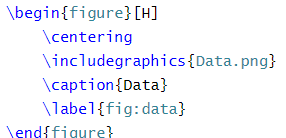 \begin{figure}[H]
\centering
\includegraphics{Data.png}
\caption{Data}
\label{fig:data}
\end{figure}